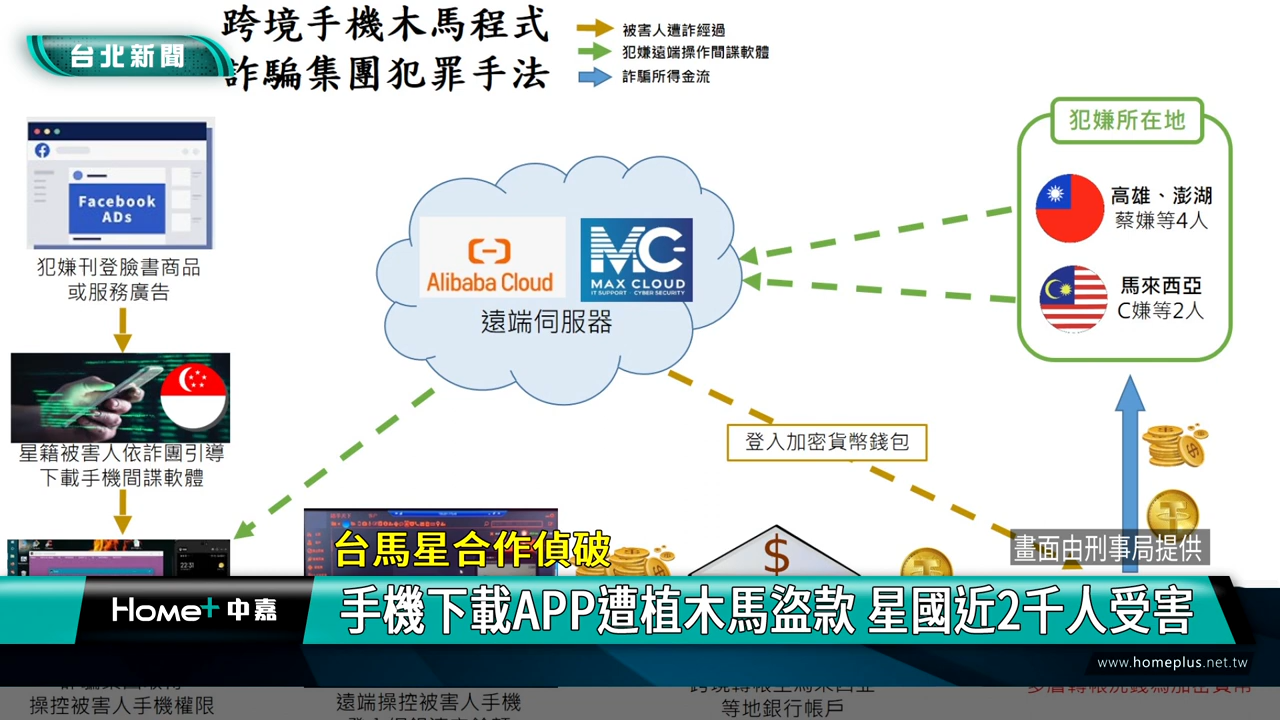 台北新聞
跨境手機木馬程式
詐騙集團犯罪手法
被害人遭詐經過
犯嫌遠端操作間諜軟體
詐騙所得金流
Facebook
ADs
犯嫌刊登臉書商品
或服務廣告
星籍被害人依詐團引導
下載手機間諜軟體
Alibaba Cloud
MC
MAX CLOUD
IT SUPPORT CYBER SECURITY
遠端伺服器
犯嫌所在地
高雄、澎湖
蔡嫌等4人
馬來西亞
C嫌等2人
登入加密貨幣錢包
22:31
$
畫面由刑事局提供
台馬星合作偵破
手機下載APP遭植木馬盜款 星國近2千人受害
Home+ 中嘉
www.homeplus.net.tw
操控被害人手機權限
遠端操控被害人手機
等地銀行帳戶